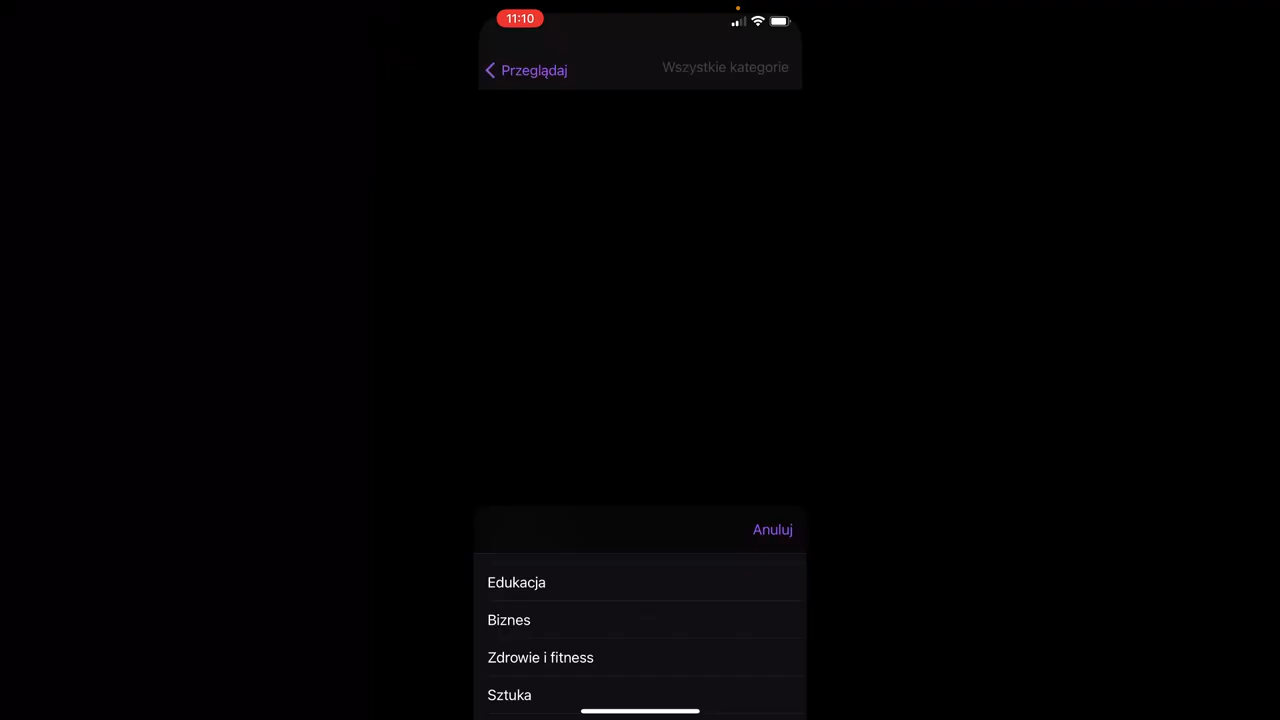 11:10
Przeglądaj
Wszystkie kategorie
Anuluj
Edukacja
Biznes
Zdrowie i fitness
Sztuka